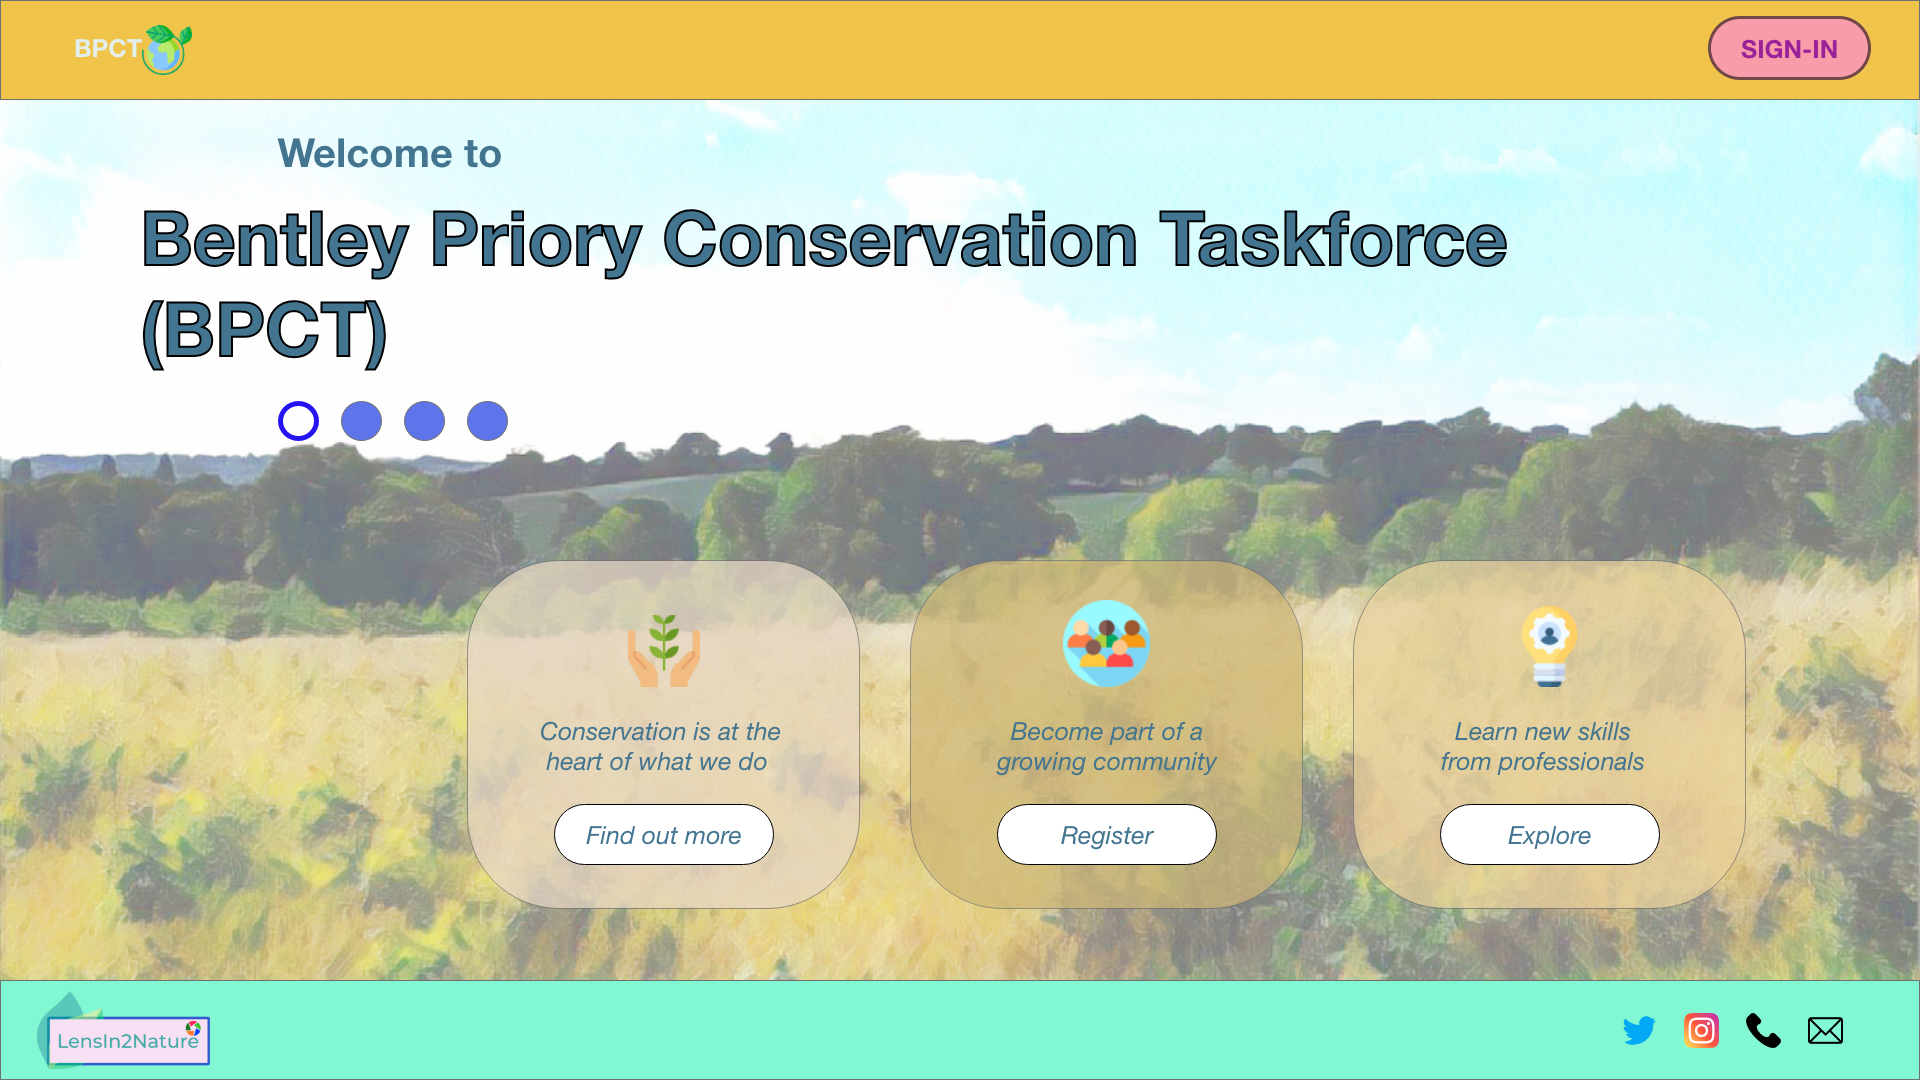 BPCT
SIGN-IN
Welcome to
Bentley Priory Conservation Taskforce
(BPCT)
Conservation is at the
heart of what we do
Find out more
Become part of a
growing community
Register
Learn new skills
from professionals
Explore
LensIn2Nature